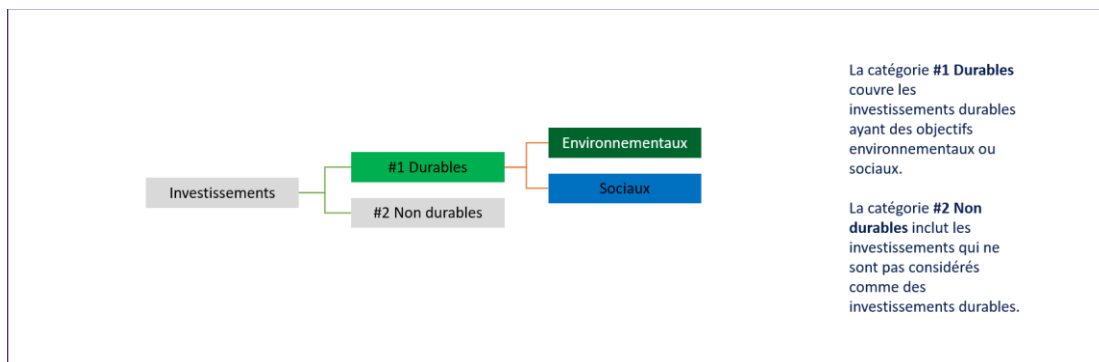 Investissements
#1 Durables
#2 Non durables
Environnementaux
Sociaux
La catégorie #1 Durables
couvre les
investissements durables
ayant des objectifs
environnementaux ou
sociaux.
La catégorie #2 Non
durables inclut les
investissements qui ne
sont pas considérés
comme des
investissements durables.